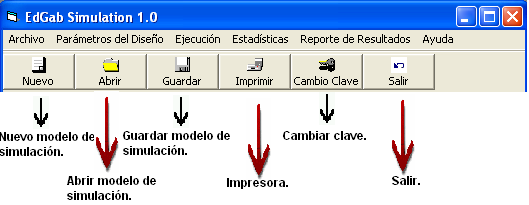 EdGab Simulation 1.0
Archivo Parámetros del Diseño Ejecución Estadísticas Reporte de Resultados Ayuda
Nuevo Abrir Guardar Imprimir Cambio Clave Salir
Nuevo modelo de simulación.
Guardar modelo de simulación.
Cambiar clave.
Abrir modelo de simulación.
Impresora.
Salir.